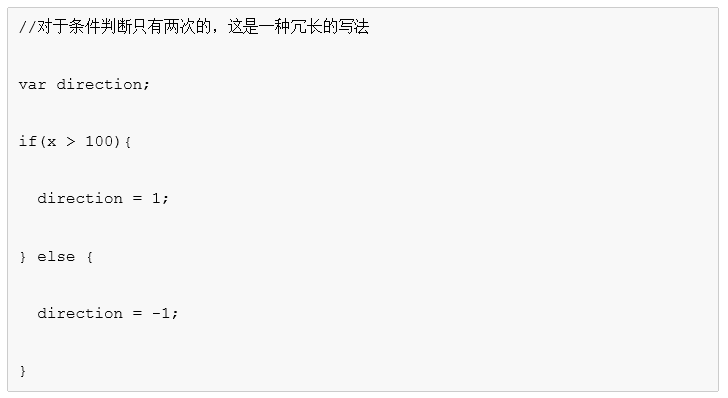 //对于条件判断只有两次的，这是一种冗长的写法
var direction;
if(x > 100){
direction = 1;
} else {
direction = -1;
}